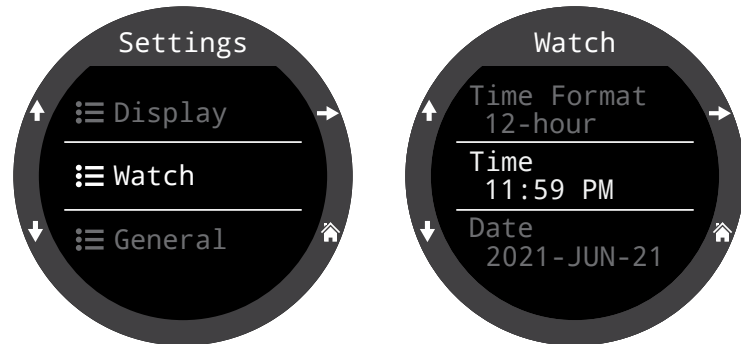 Settings
Display
Watch
General
Watch
Time Format
12-hour
Time
11:59 PM
Date
2021-JUN-21